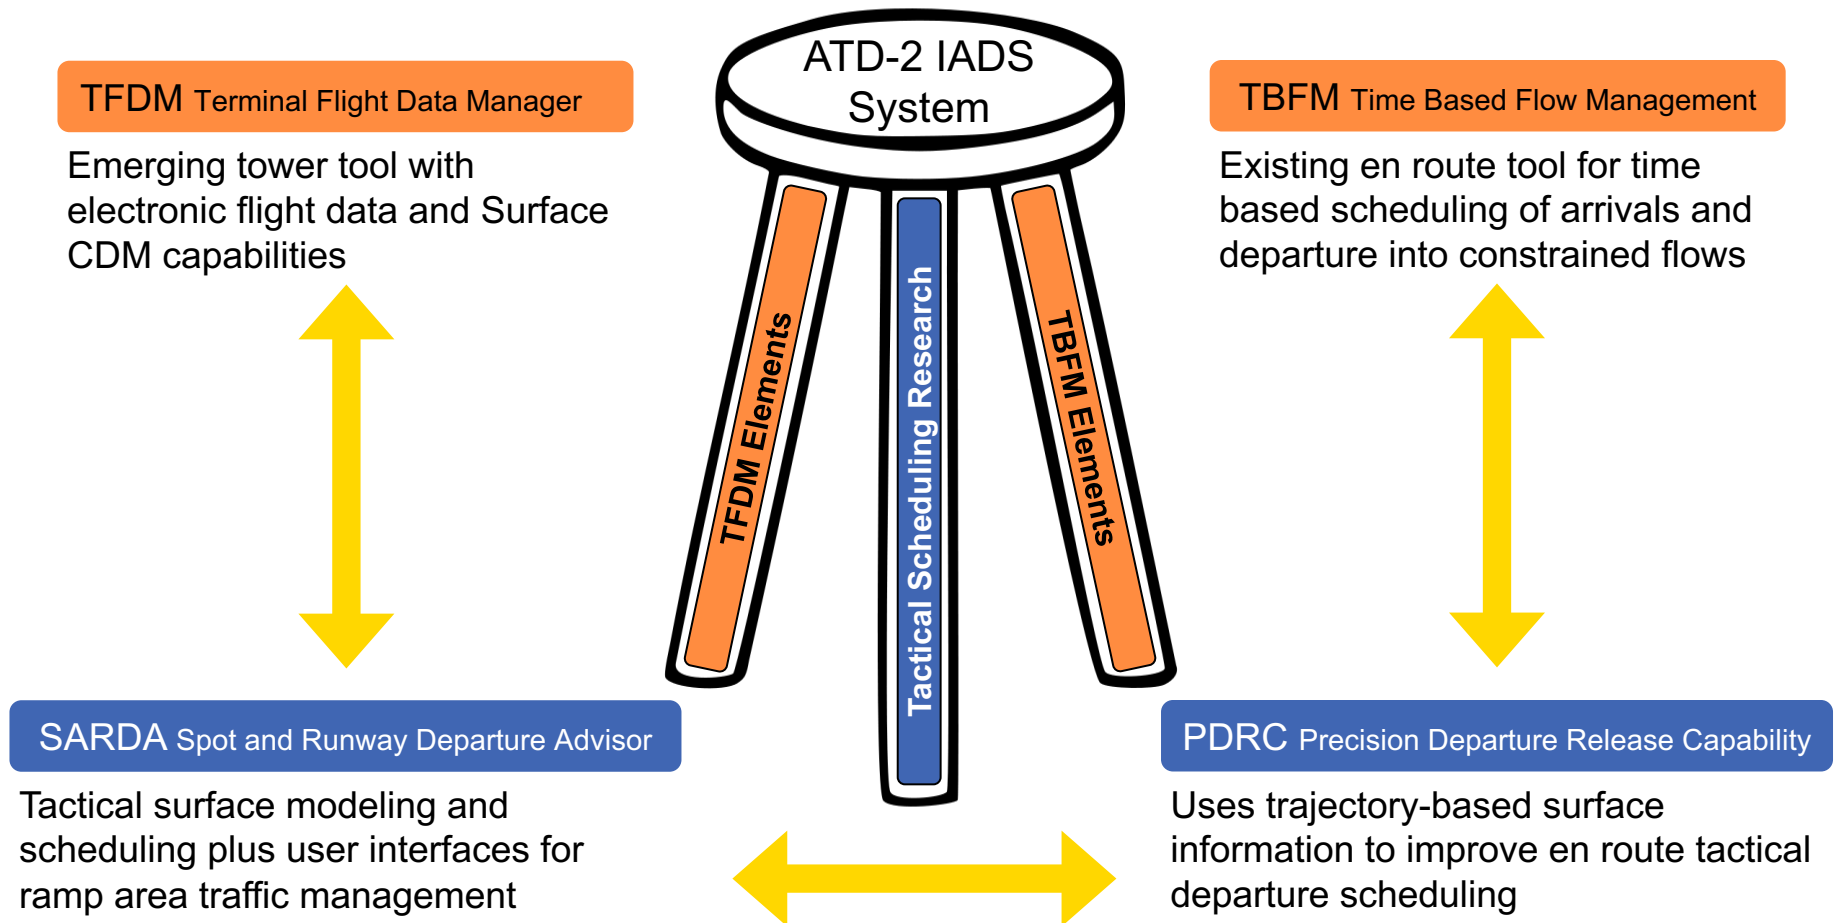 ATD-2 IADS
System
TFDM Terminal Flight Data Manager
Emerging tower tool with
electronic flight data and Surface
CDM capabilities
TBFM Time Based Flow Management
Existing en route tool for time
based scheduling of arrivals and
departure into constrained flows
TFDM Elements
Tactical Scheduling Research
TBFM Elements
SARDA Spot and Runway Departure Advisor
Tactical surface modeling and
scheduling plus user interfaces for
ramp area traffic management
PDRC Precision Departure Release Capability
Uses trajectory-based surface
information to improve en route tactical
departure scheduling